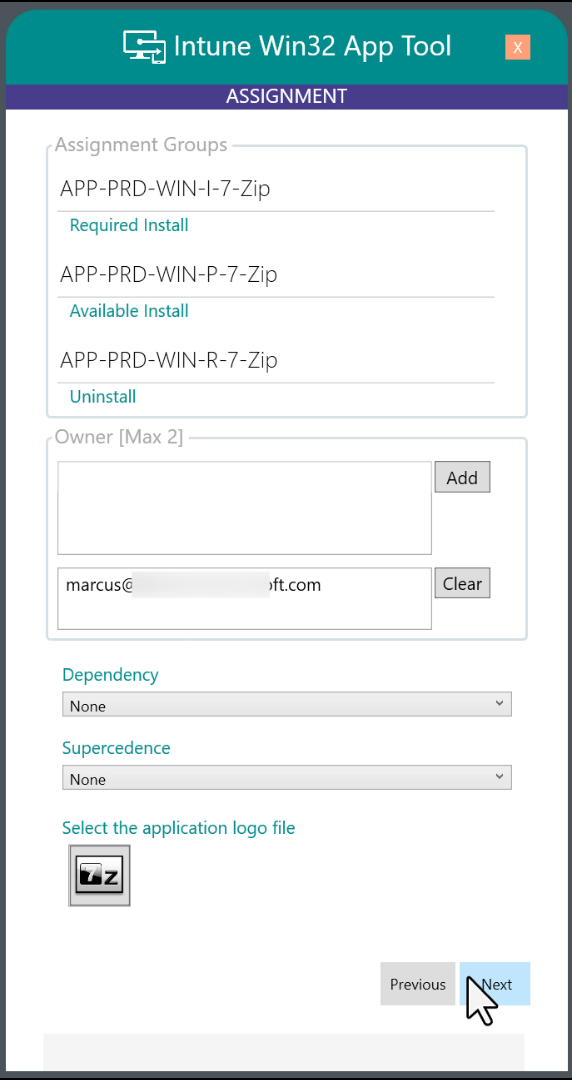 Intune Win32 App Tool
X
ASSIGNMENT
Assignment Groups
APP-PRD-WIN-I-7-Zip
Required Install
APP-PRD-WIN-P-7-Zip
Available Install
APP-PRD-WIN-R-7-Zip
Uninstall
Owner [Max 2]
Add
marcus@ oft.com
Clear
Dependency
None
Supercedence
None
Select the application logo file
7z
Previous
Next